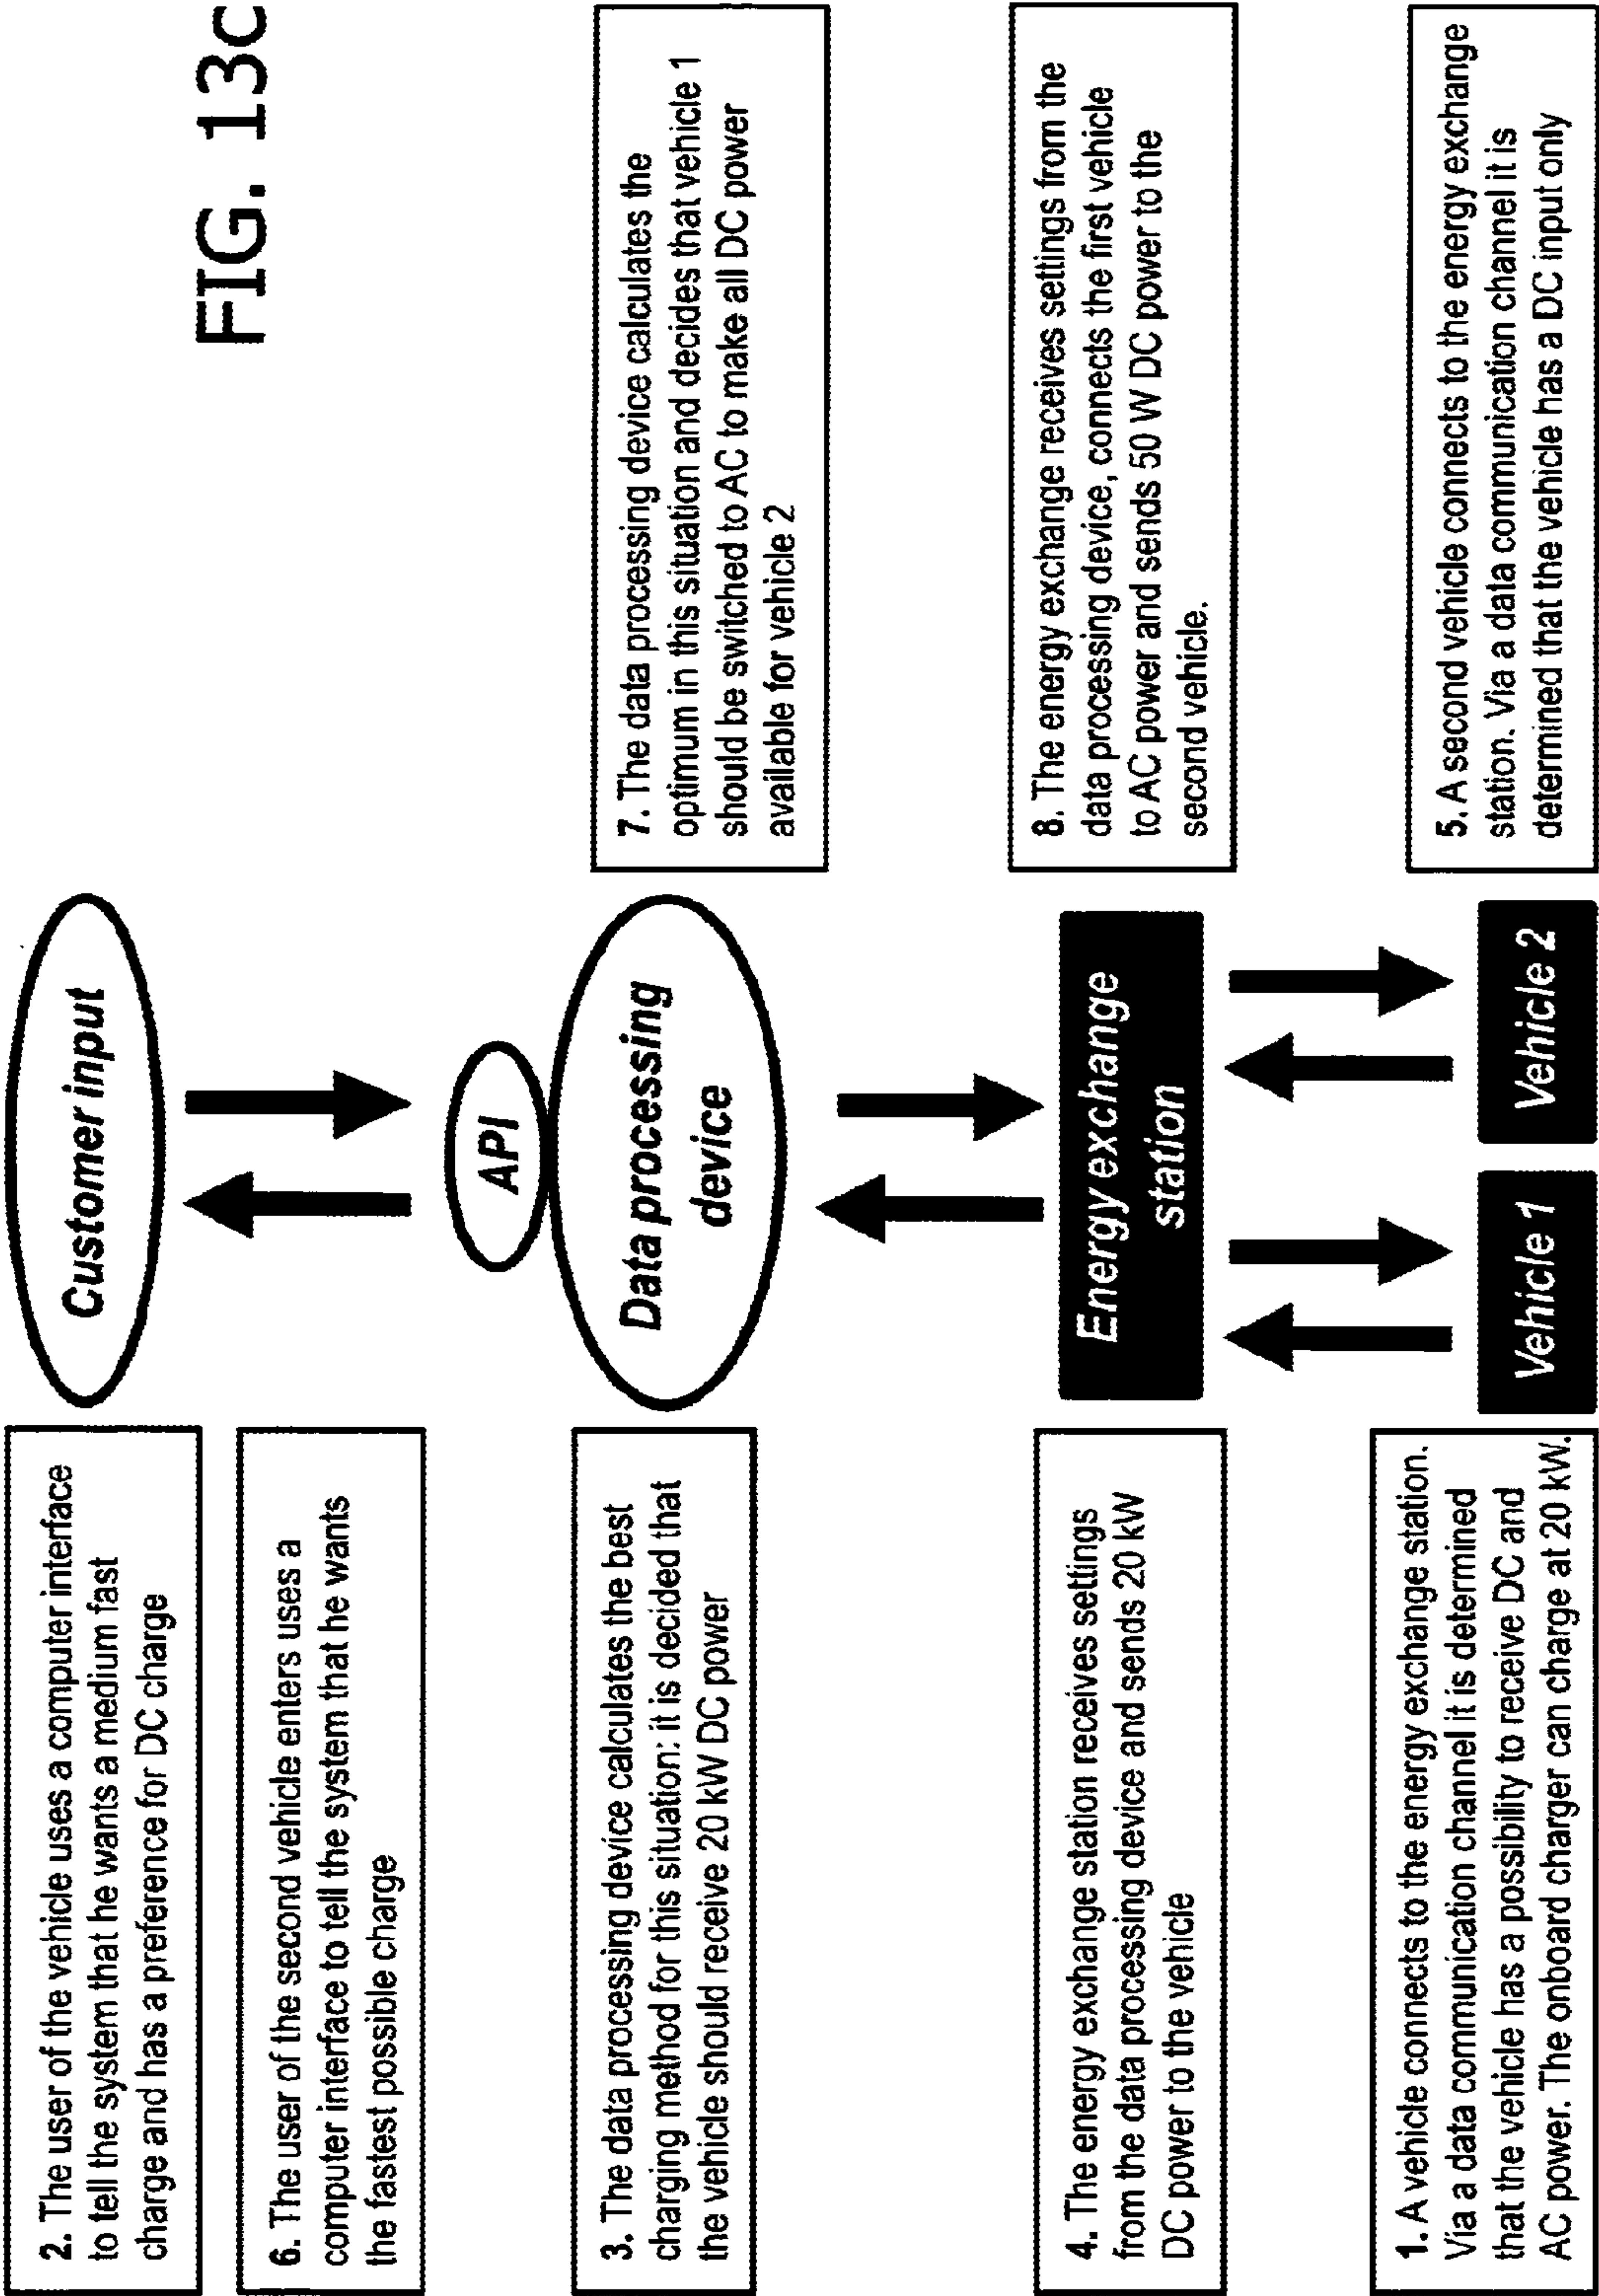 FIG. 13c
2. The user of the vehicle uses a computer interface
to tell the system that he wants a medium fast
charge and has a preference for DC charge
6. The user of the second vehicle enters uses a
computer interface to tell the system that he wants
the fastest possible charge
3. The data processing device calculates the best
charging method for this situation: it is decided that
the vehicle should receive 20 kW DC power
4. The energy exchange station receives settings
from the data processing device and sends 20 kW
DC power to the vehicle
1. A vehicle connects to the energy exchange station.
Via a data communication channel it is determined
that the vehicle has a possibility to receive DC and
AC power. The onboard charger can charge at 20 kW.
Customer input
API
Data processing
device
Energy exchange
station
Vehicle 1
Vehicle 2
7. The data processing device calculates the
optimum in this situation and decides that vehicle 1
should be switched to AC to make all DC power
available for vehicle 2
8. The energy exchange receives settings from the
data processing device, connects the first vehicle
to AC power and sends 50 W DC power to the
second vehicle.
5. A second vehicle connects to the energy exchange
station. Via a data communication channel it is
determined that the vehicle has a DC input only